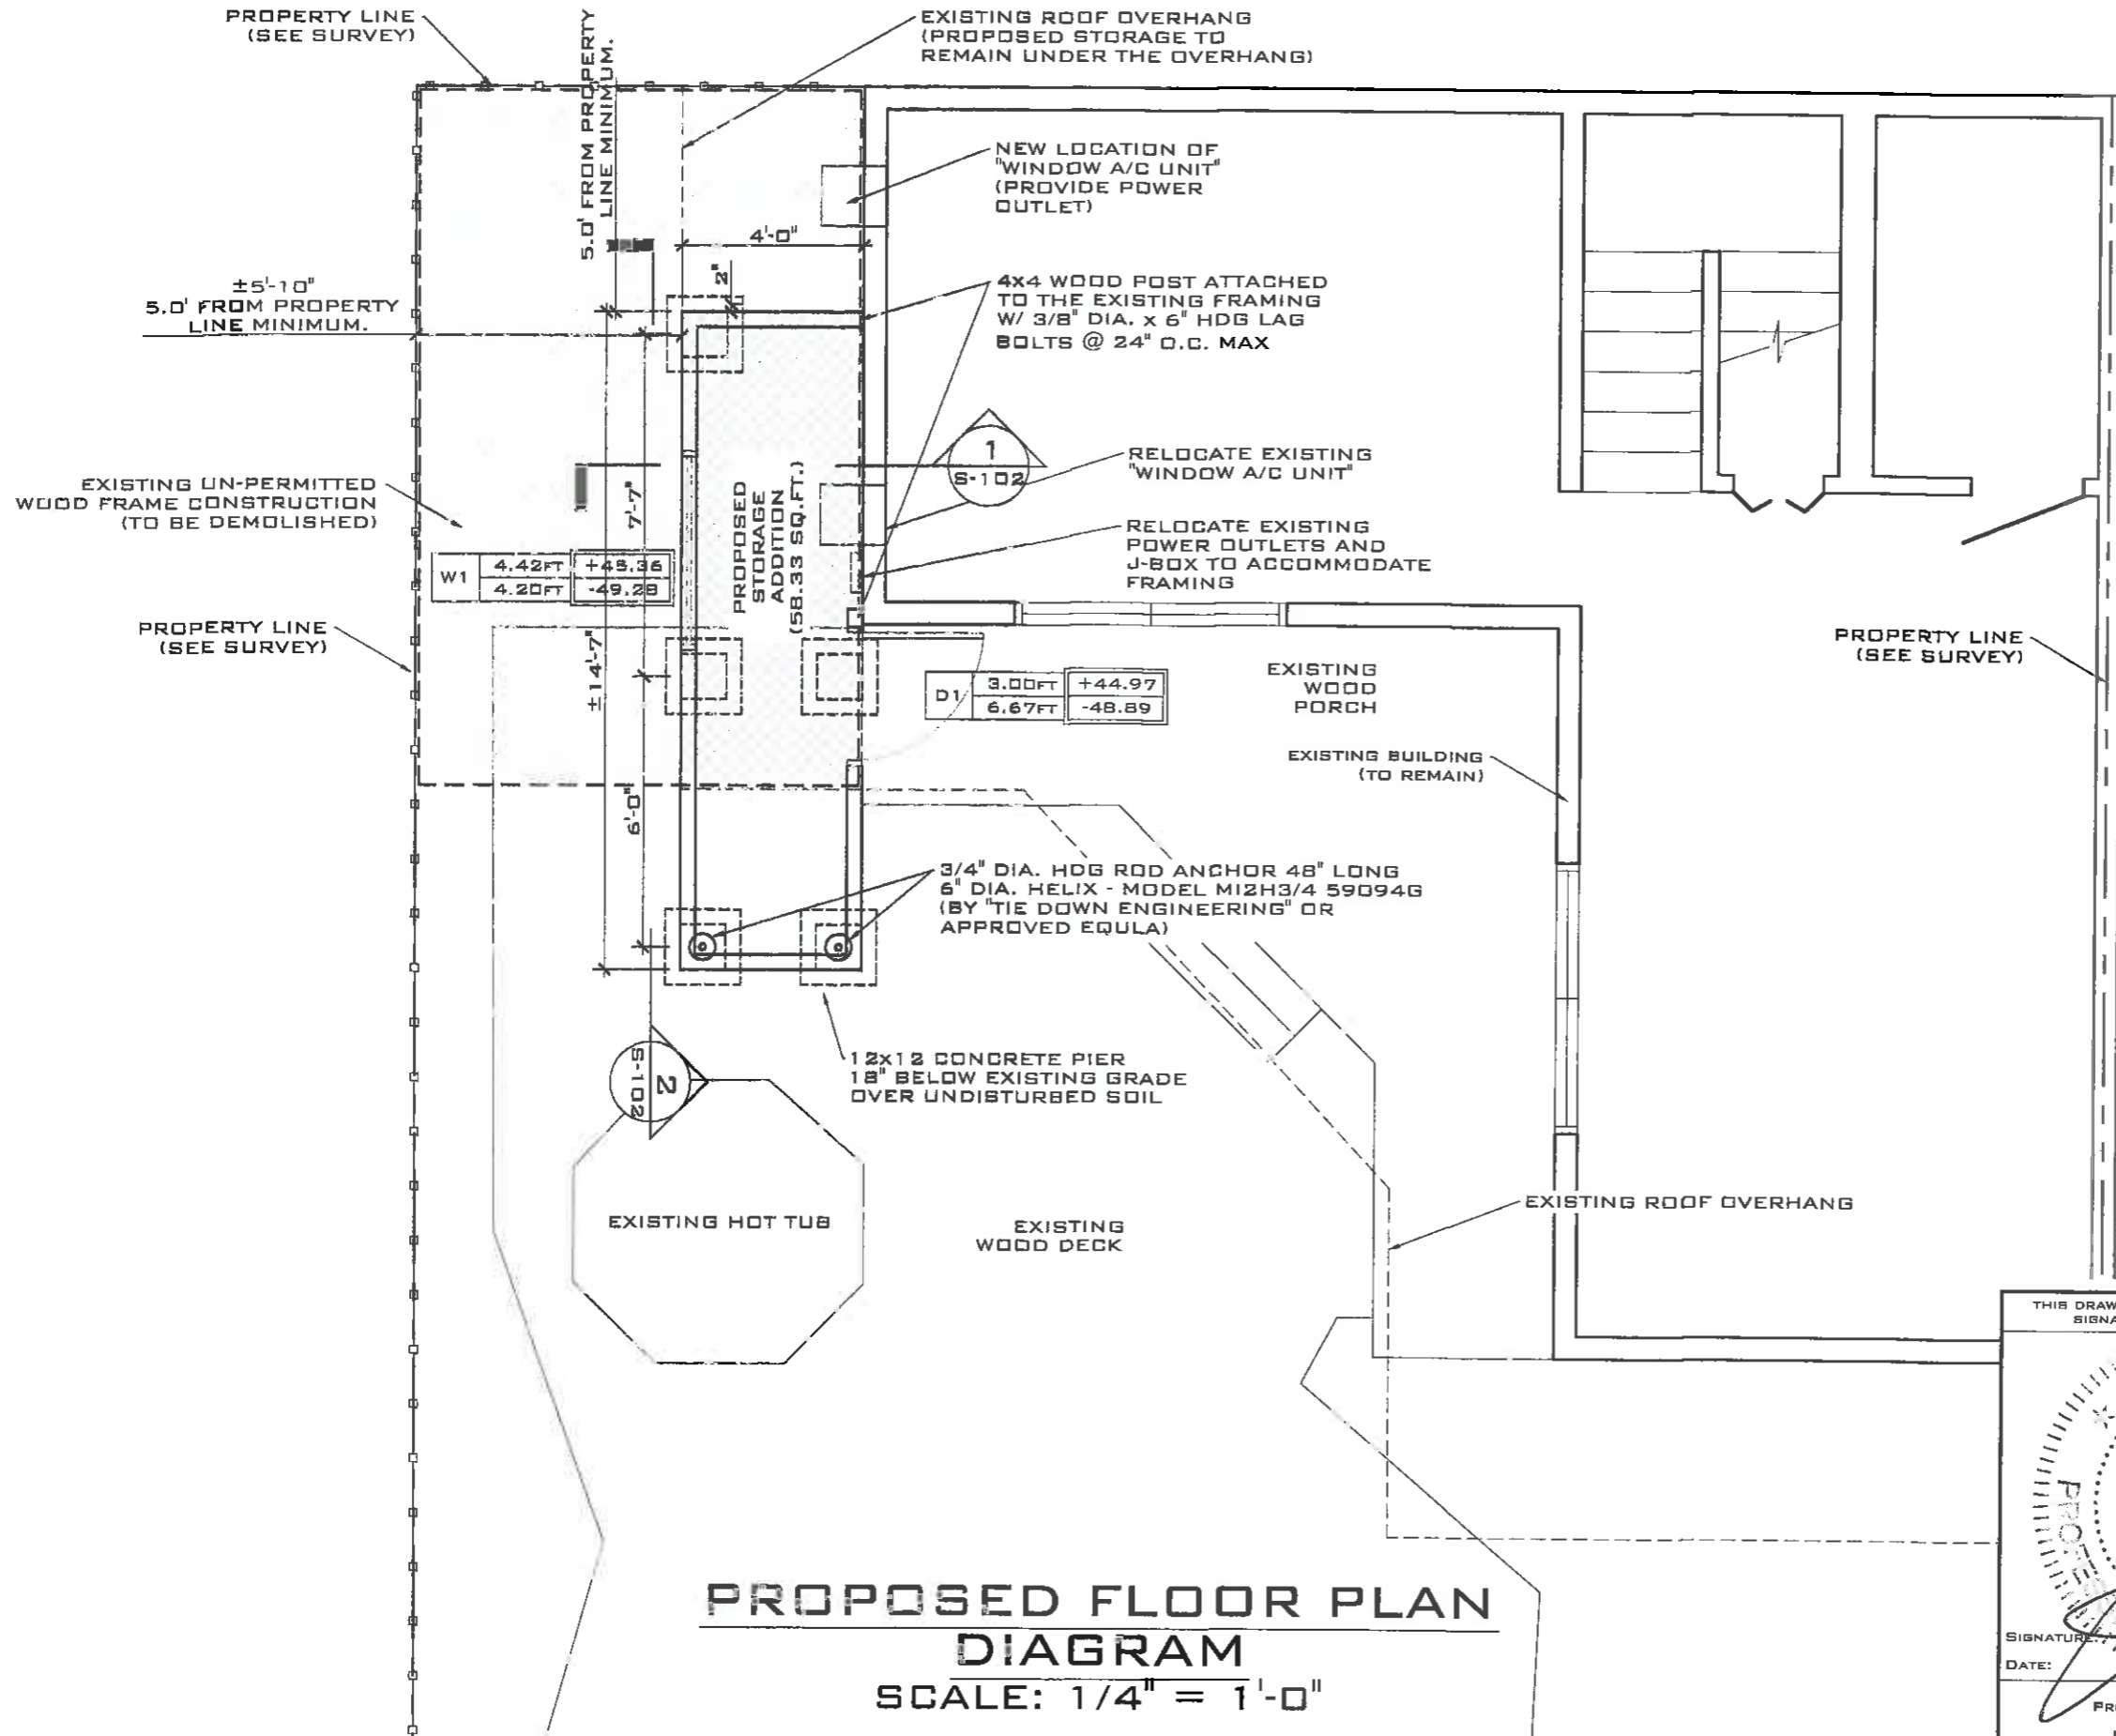 PROPERTY LINE
(SEE SURVEY)
5.0' FROM PROPERTY
LINE MINIMUM.
EXISTING ROOF OVERHANG
(PROPOSED STORAGE TO
REMAIN UNDER THE OVERHANG)
NEW LOCATION OF
"WINDOW A/C UNIT"
(PROVIDE POWER
OUTLET)
4'-0"
2"
±5'-10"
5.0' FROM PROPERTY
LINE MINIMUM.
4x4 WOOD POST ATTACHED
TO THE EXISTING FRAMING
W/ 3/8" DIA. x 6" HDG LAG
BOLTS @ 24" O.C. MAX
1
S-102
RELOCATE EXISTING
"WINDOW A/C UNIT"
EXISTING UN-PERMITTED
WOOD FRAME CONSTRUCTION
(TO BE DEMOLISHED)
7'-7"
PROPOSED
STORAGE
ADDITION
(58.33 SQ.FT.)
RELOCATE EXISTING
POWER OUTLETS AND
J-BOX TO ACCOMMODATE
FRAMING
W1 4.42FT +45.36
4.20FT -49.28
PROPERTY LINE
(SEE SURVEY)
±14'-7"
D1 3.00FT +44.97
6.67FT -48.89
EXISTING
WOOD
PORCH
PROPERTY LINE
(SEE SURVEY)
EXISTING BUILDING
(TO REMAIN)
6'-0"
3/4" DIA. HDG ROD ANCHOR 48" LONG
6" DIA. HELIX - MODEL MI2H3/4 59094G
(BY "TIE DOWN ENGINEERING" OR
APPROVED EQULA)
2
S-102
12x12 CONCRETE PIER
18" BELOW EXISTING GRADE
OVER UNDISTURBED SOIL
EXISTING HOT TUB
EXISTING
WOOD DECK
EXISTING ROOF OVERHANG
THIS DRAW
SIGNA
SIGNATURE:
DATE:
PROPOSED FLOOR PLAN
DIAGRAM
SCALE: 1/4" = 1'-0"